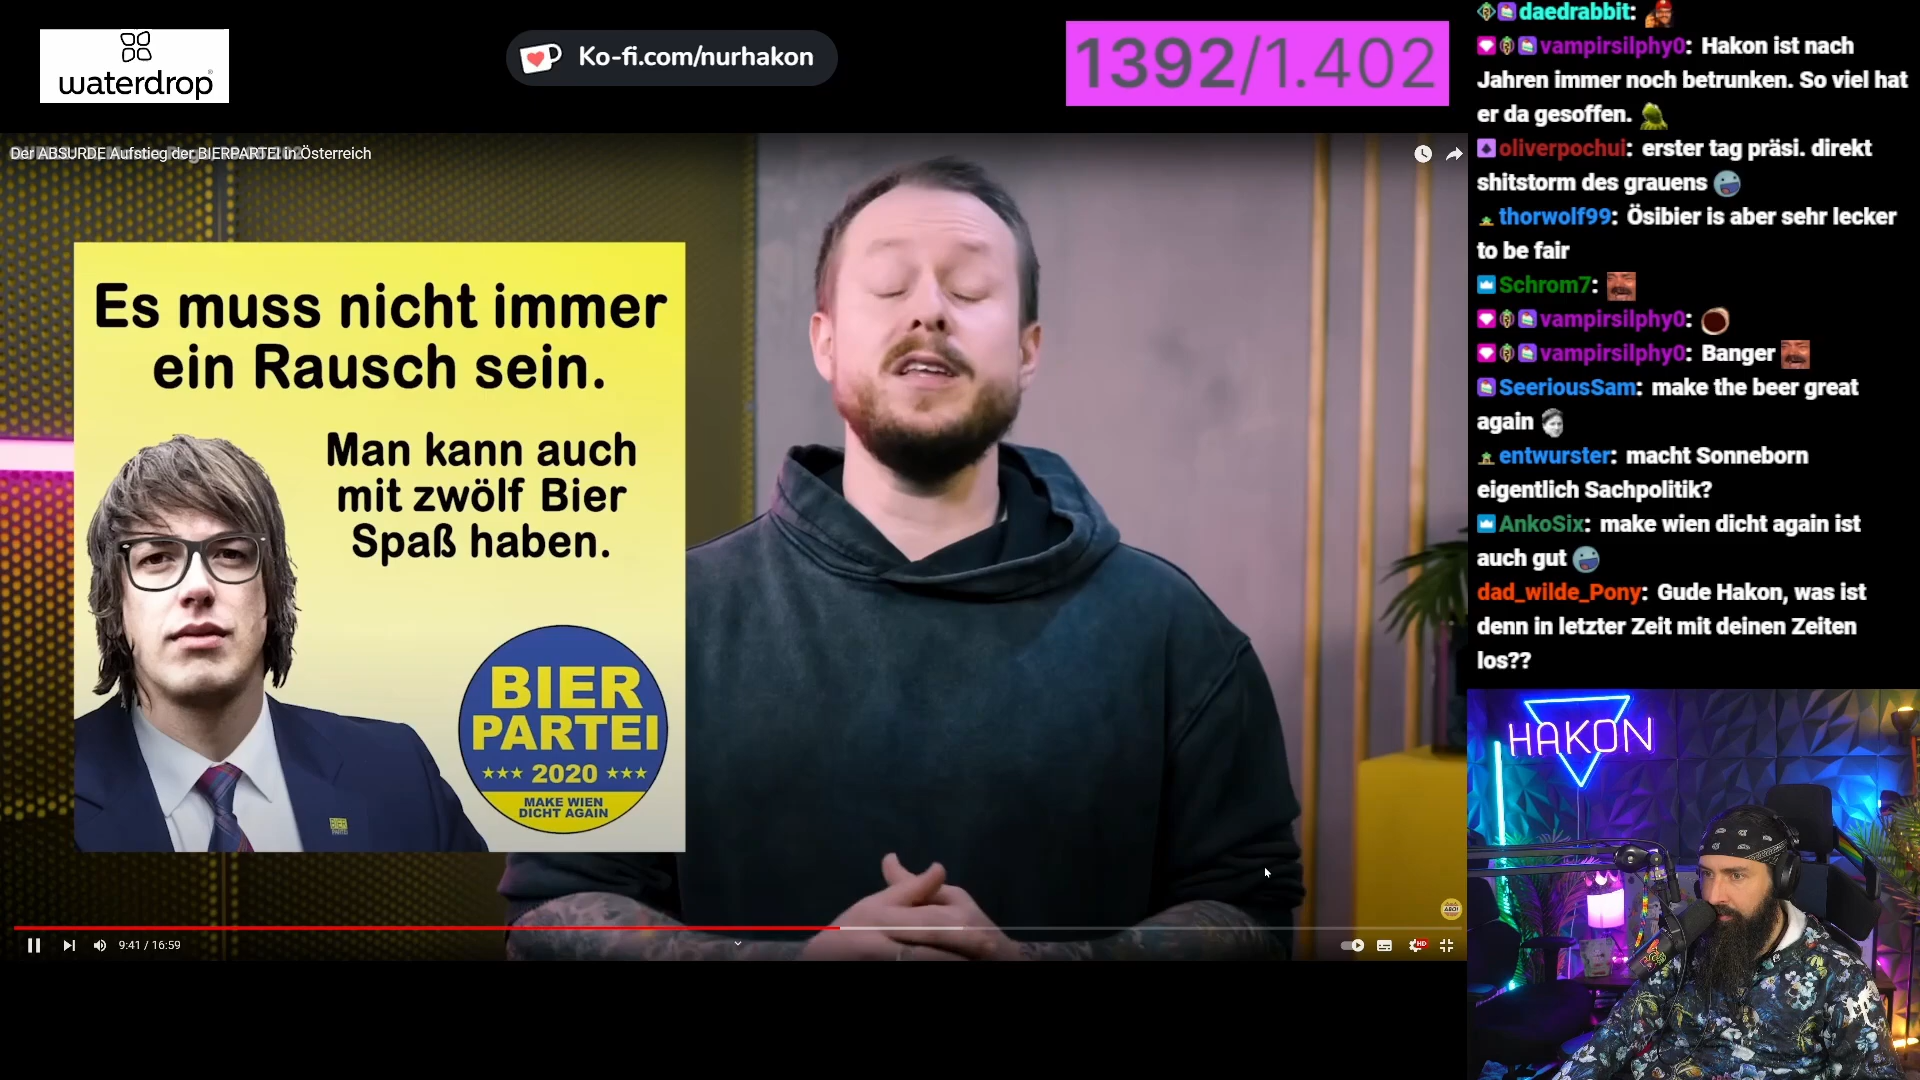 waterdrop
Ko-fi.com/nurhakon
1392/1.402
Der ABSURDE Aufstieg der BIERPARTEI in Österreich
Es muss nicht immer
ein Rausch sein.
Man kann auch
mit zwölf Bier
Spaß haben.
BIER
PARTEI
2020
MAKE WIEN
DICHT AGAIN
9:41 / 16:59
HD
daedrabbit:
vampirsilphy0: Hakon ist nach
Jahren immer noch betrunken. So viel hat
er da gesoffen.
oliverpochui: erster tag präsi. direkt
shitstorm des grauens
thorwolf99: Ösibier is aber sehr lecker
to be fair
Schrom7:
vampirsilphy0:
vampirsilphy0: Banger
SeeriousSam: make the beer great
again
entwurster: macht Sonneborn
eigentlich Sachpolitik?
AnkoSix: make wien dicht again ist
auch gut
dad_wilde_Pony: Gude Hakon, was ist
denn in letzter Zeit mit deinen Zeiten
los??
HAKON